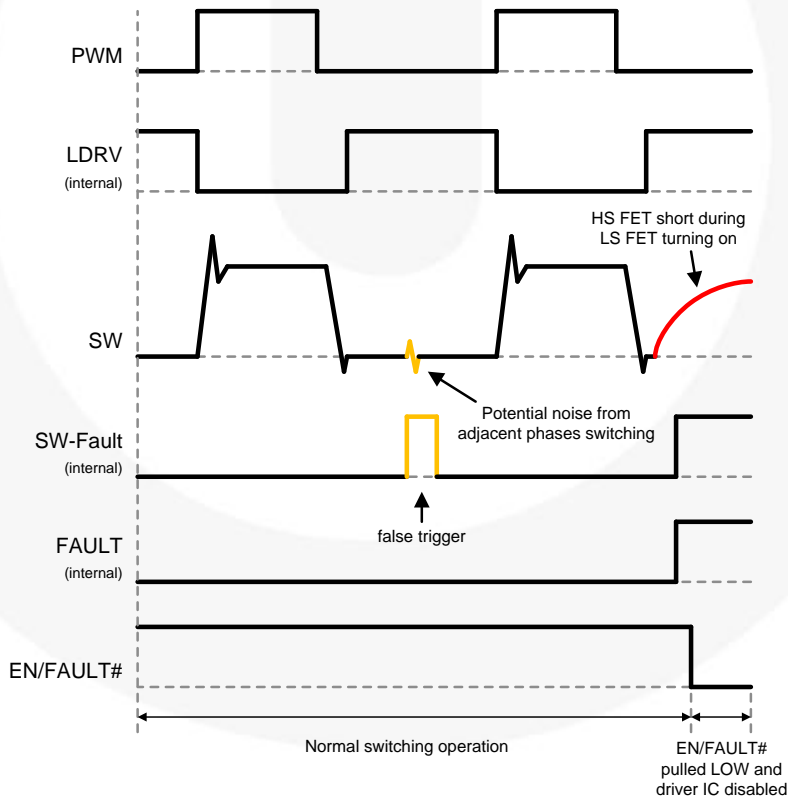 PWM
LDRV
(internal)
HS FET short during
LS FET turning on
SW
Potential noise from
adjacent phases switching
SW-Fault
(internal)
false trigger
FAULT
(internal)
EN/FAULT#
Normal switching operation
EN/FAULT#
pulled LOW and
driver IC disabled